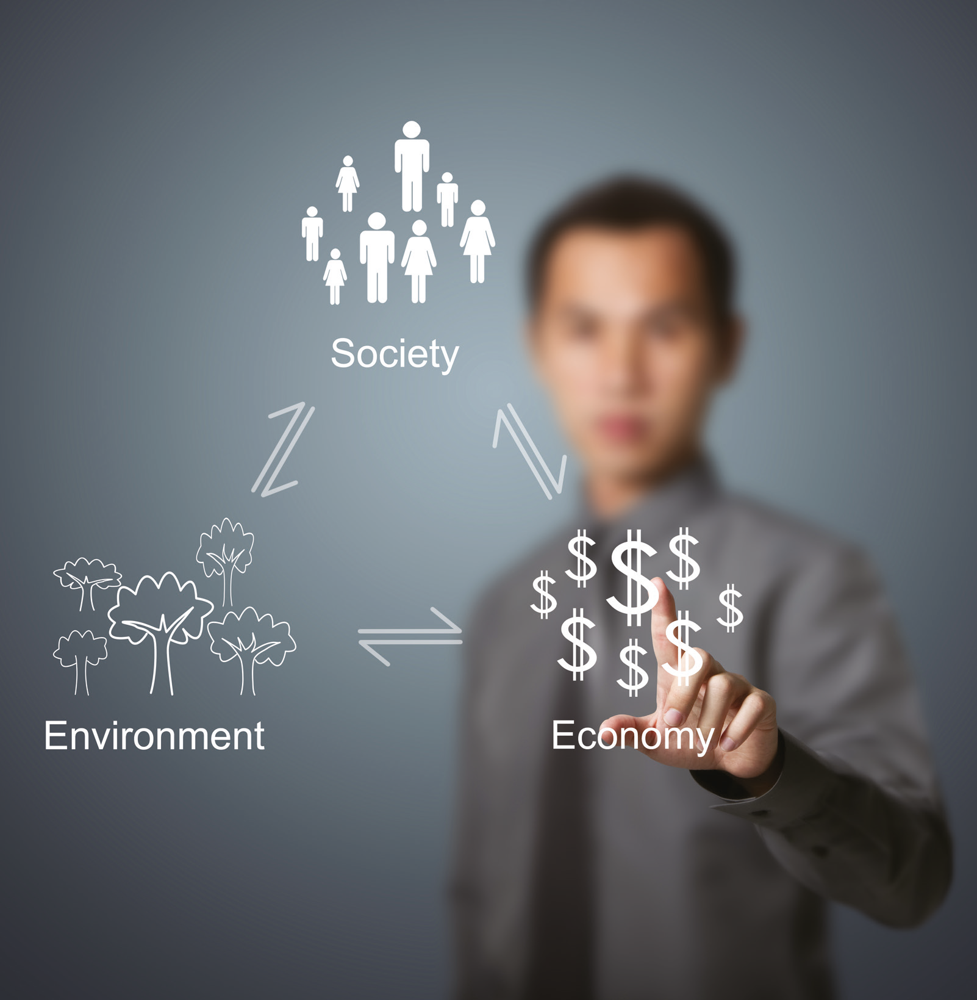 Society
Environment
Economy
$ $ $ $ $ $ $ $ $